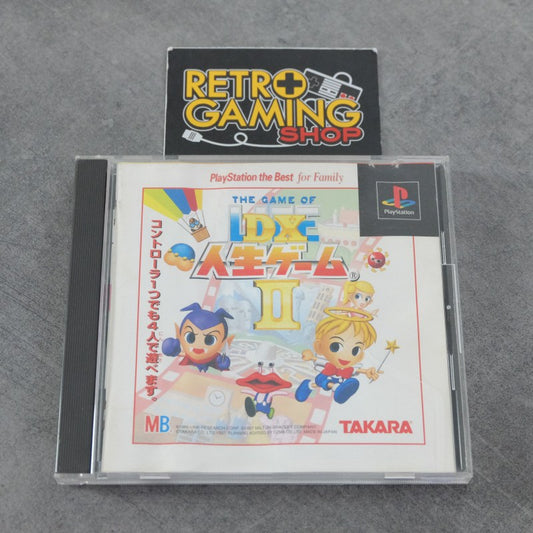 RETRO
GAMING
SHOP
PlayStation the Best for Family
PlayStation
THE GAME OF
DX
人生ゲーム®
II
コントローラ1つでも4人で遊べます。
MB
TAKARA